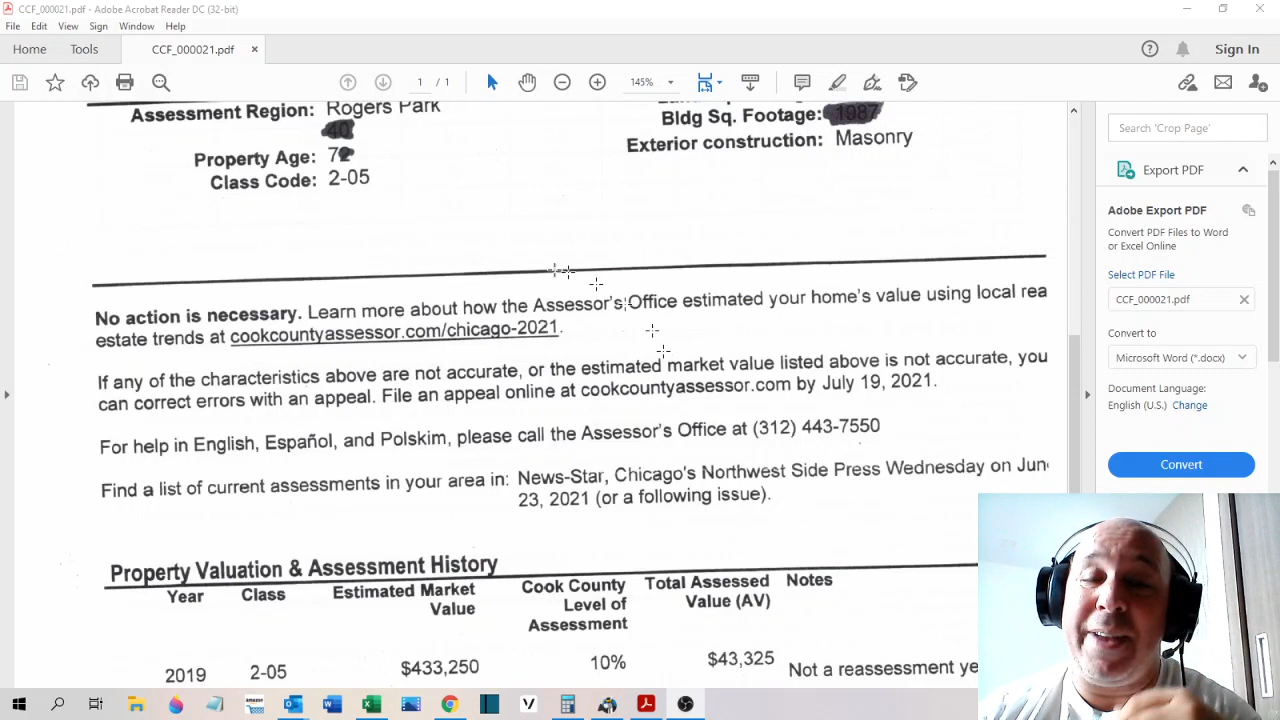 CCF_000021.pdf - Adobe Acrobat Reader DC (32-bit)
File Edit View Sign Window Help
Home Tools CCF_000021.pdf × Sign In
1 / 1 145%
Assessment Region: Rogers Park
Property Age: 72
Class Code: 2-05
Bldg Sq. Footage: 1987
Exterior construction: Masonry
No action is necessary. Learn more about how the Assessor's Office estimated your home's value using local rea
estate trends at cookcountyassessor.com/chicago-2021.
If any of the characteristics above are not accurate, or the estimated market value listed above is not accurate, you
can correct errors with an appeal. File an appeal online at cookcountyassessor.com by July 19, 2021.
For help in English, Español, and Polskim, please call the Assessor's Office at (312) 443-7550
Find a list of current assessments in your area in: News-Star, Chicago's Northwest Side Press Wednesday on Jun
23, 2021 (or a following issue).
Property Valuation & Assessment History
Year Class Estimated Market Value Cook County Level of Assessment Total Assessed Value (AV) Notes
2019 2-05 $433,250 10% $43,325 Not a reassessment ye
Search 'Crop Page'
Export PDF
Adobe Export PDF
Convert PDF Files to Word
or Excel Online
Select PDF File
CCF_000021.pdf
Convert to
Microsoft Word (*.docx)
Document Language:
English (U.S.) Change
Convert
amazon